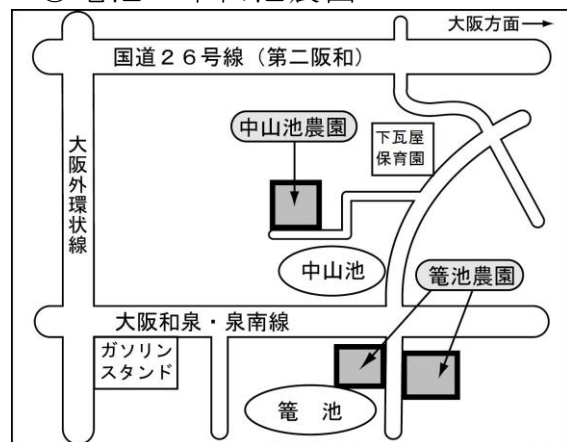 大阪方面
国道２６号線（第二阪和）
中山池農園
下瓦屋
保育園
大阪外環状線
中山池
篭池農園
大阪和泉・泉南線
ガソリン
スタンド
篭 池